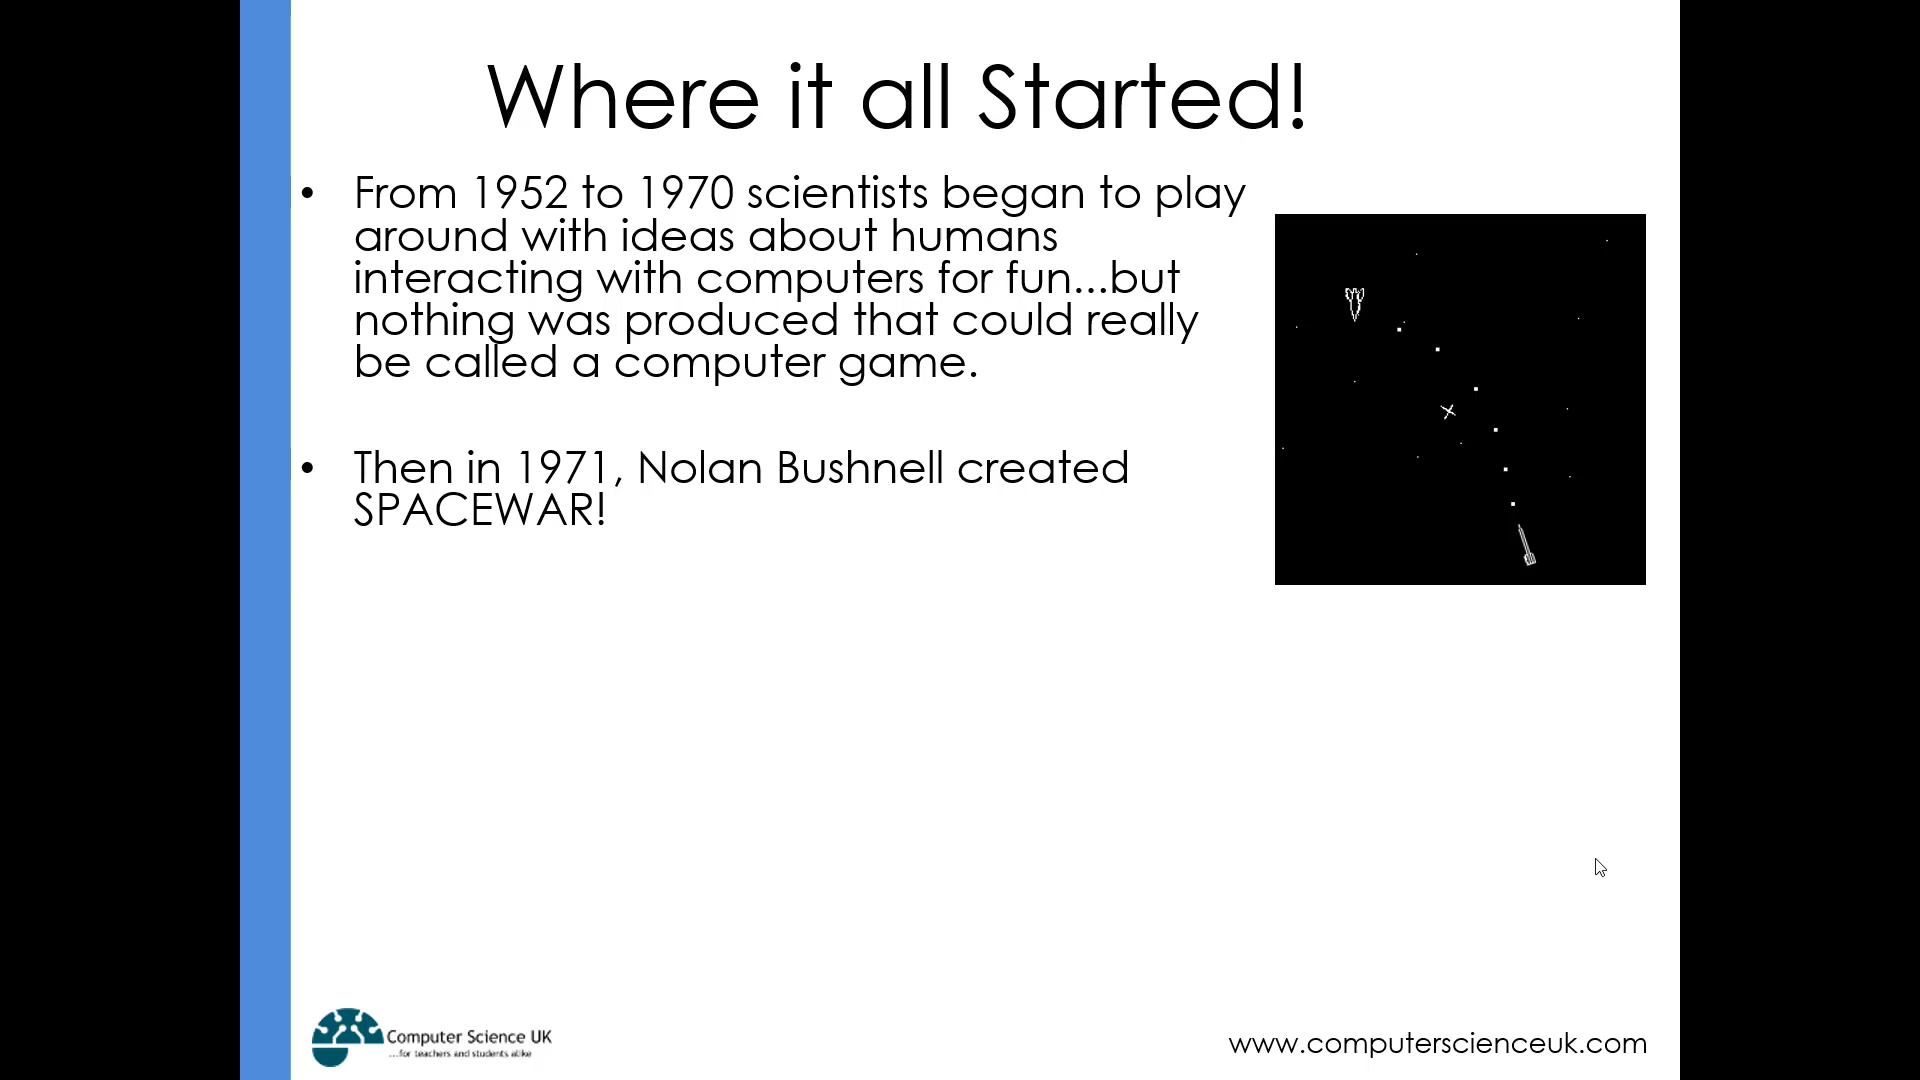 Where it all Started!
• From 1952 to 1970 scientists began to play
around with ideas about humans
interacting with computers for fun...but
nothing was produced that could really
be called a computer game.
• Then in 1971, Nolan Bushnell created
SPACEWAR!
Computer Science UK
...for teachers and students alike
www.computerscienceuk.com